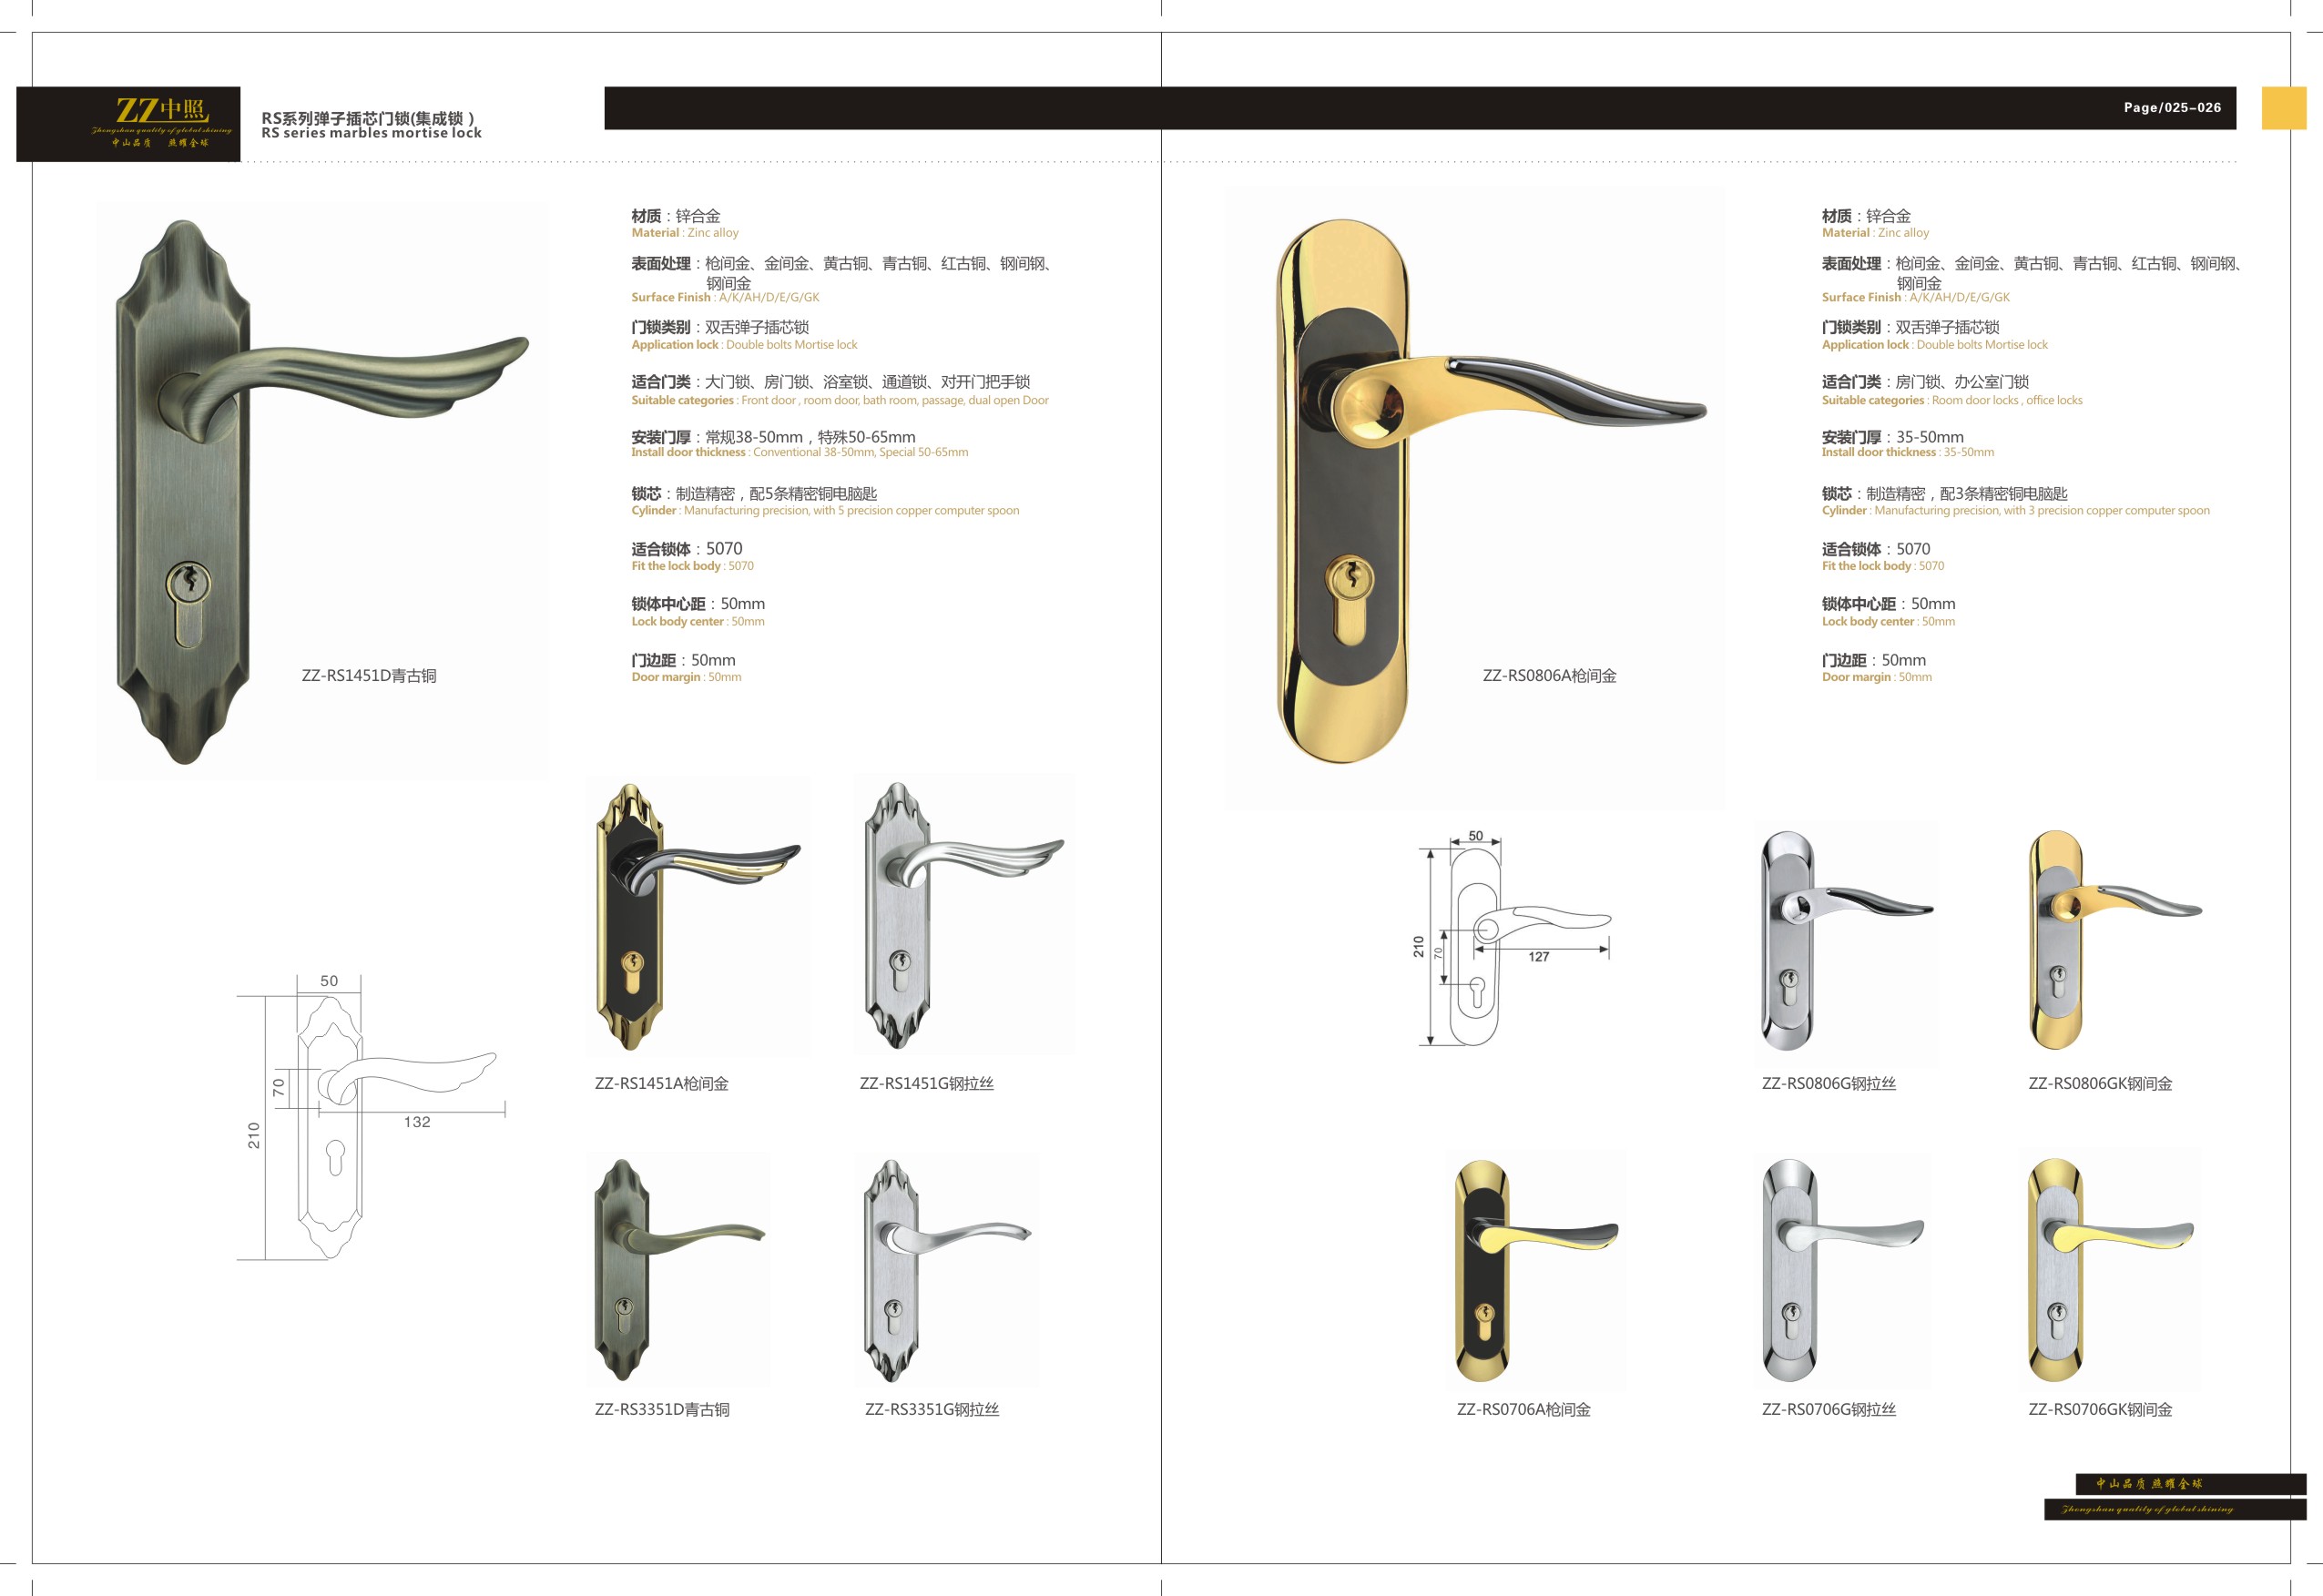 ZZ中照
Zhongshan quality of global shining
中山品质 照耀全球
RS系列弹子插芯门锁(集成锁)
RS series marbles mortise lock
Page/025-026
材质：锌合金
Material : Zinc alloy
表面处理：枪间金、金间金、黄古铜、青古铜、红古铜、钢间钢、
钢间金
Surface Finish : A/K/AH/D/E/G/GK
门锁类别：双舌弹子插芯锁
Application lock : Double bolts Mortise lock
适合门类：大门锁、房门锁、浴室锁、通道锁、对开门把手锁
Suitable categories : Front door , room door, bath room, passage, dual open Door
安装门厚：常规38-50mm，特殊50-65mm
Install door thickness : Conventional 38-50mm, Special 50-65mm
锁芯：制造精密，配5条精密铜电脑匙
Cylinder : Manufacturing precision, with 5 precision copper computer spoon
适合锁体：5070
Fit the lock body : 5070
锁体中心距：50mm
Lock body center : 50mm
门边距：50mm
Door margin : 50mm
ZZ-RS1451D青古铜
ZZ-RS1451A枪间金
ZZ-RS1451G钢拉丝
50
70
132
210
ZZ-RS3351D青古铜
ZZ-RS3351G钢拉丝
材质：锌合金
Material : Zinc alloy
表面处理：枪间金、金间金、黄古铜、青古铜、红古铜、钢间钢、
钢间金
Surface Finish : A/K/AH/D/E/G/GK
门锁类别：双舌弹子插芯锁
Application lock : Double bolts Mortise lock
适合门类：房门锁、办公室门锁
Suitable categories : Room door locks , office locks
安装门厚：35-50mm
Install door thickness : 35-50mm
锁芯：制造精密，配3条精密铜电脑匙
Cylinder : Manufacturing precision, with 3 precision copper computer spoon
适合锁体：5070
Fit the lock body : 5070
锁体中心距：50mm
Lock body center : 50mm
门边距：50mm
Door margin : 50mm
ZZ-RS0806A枪间金
50
210
70
127
ZZ-RS0806G钢拉丝
ZZ-RS0806GK钢间金
ZZ-RS0706A枪间金
ZZ-RS0706G钢拉丝
ZZ-RS0706GK钢间金
中山品质 照耀全球
Zhongshan quality of global shining